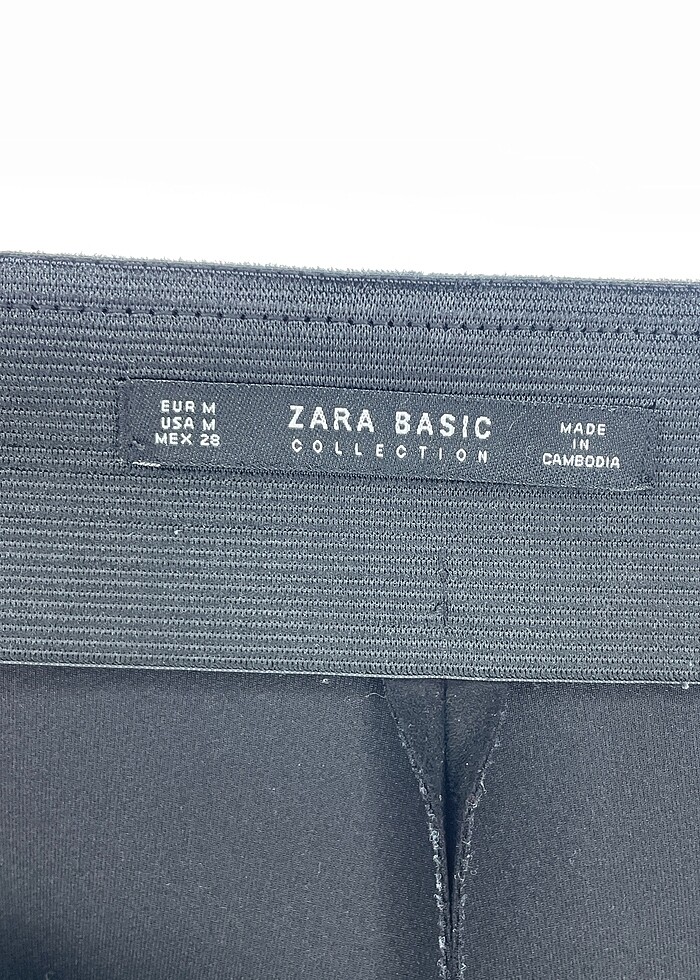 EUR M
USA M
MEX 28
ZARA BASIC
COLLECTION
MADE
IN
CAMBODIA